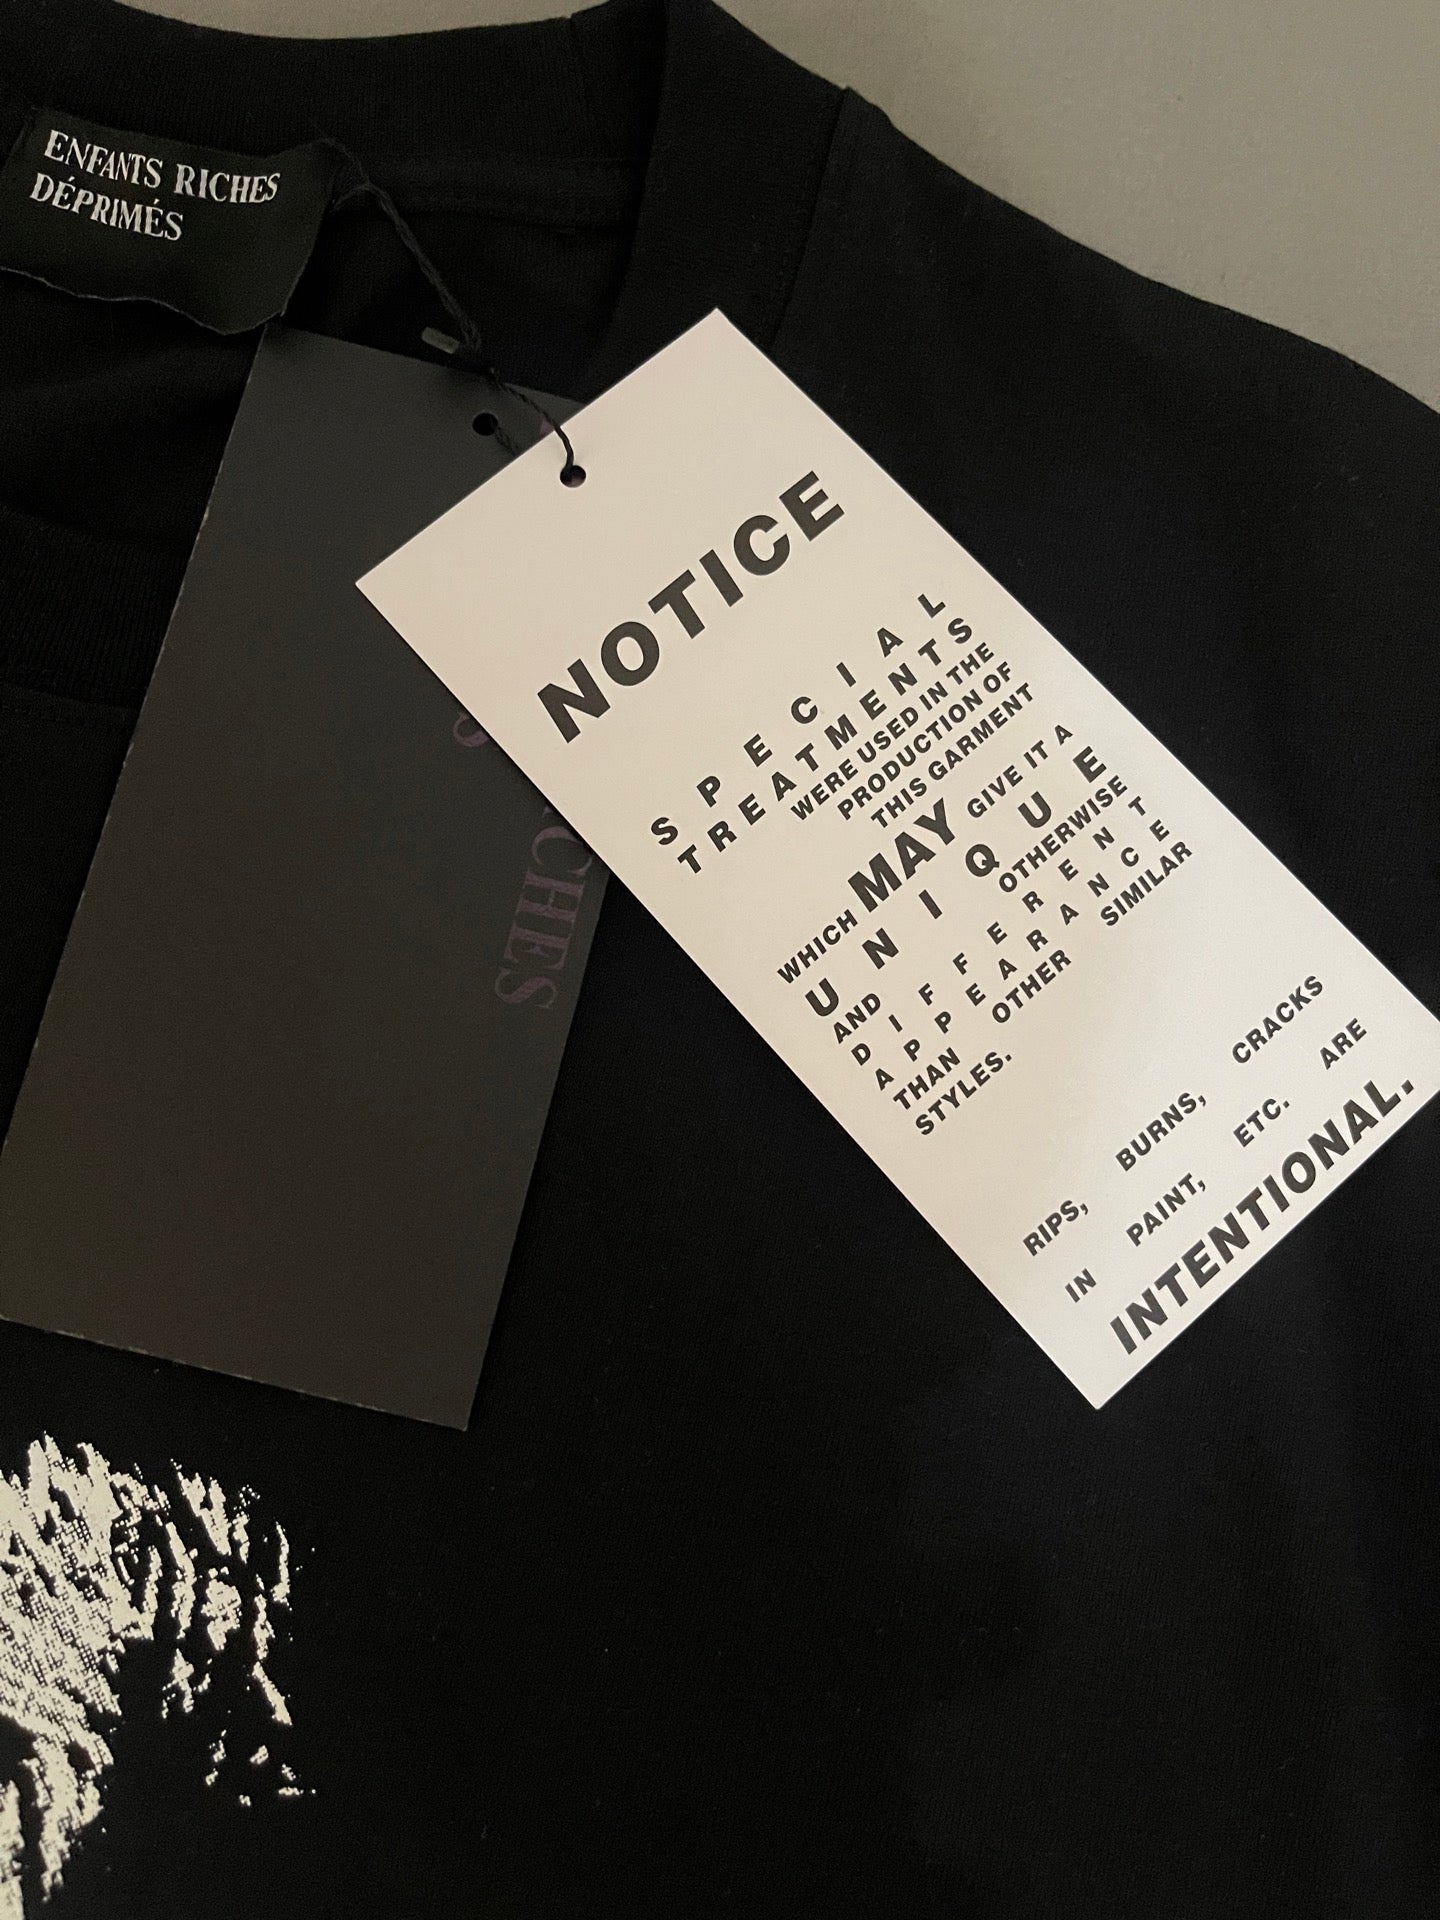 ENFANTS RICHES
DÉPRIMÉS
NOTICE
SPECIAL
TREATMENTS
WERE USED IN THE
PRODUCTION OF
THIS GARMENT
WHICH MAY GIVE IT A
UNIQUE
AND OTHERWISE
DIFFERENT
APPEARANCE
THAN OTHER SIMILAR
STYLES.
RIPS, BURNS, CRACKS
IN PAINT, ETC. ARE
INTENTIONAL.